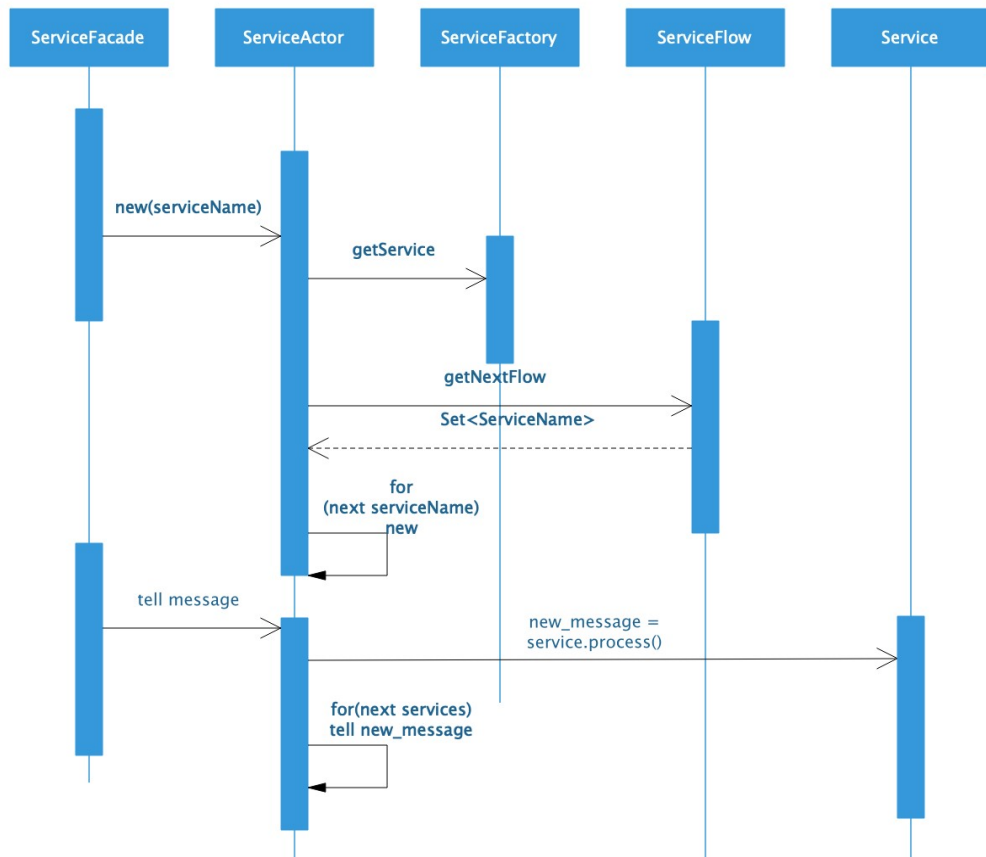 ServiceFacade
ServiceActor
ServiceFactory
ServiceFlow
Service
new(serviceName)
getService
getNextFlow
Set<ServiceName>
for
(next serviceName)
new
tell message
new_message =
service.process()
for(next services)
tell new_message